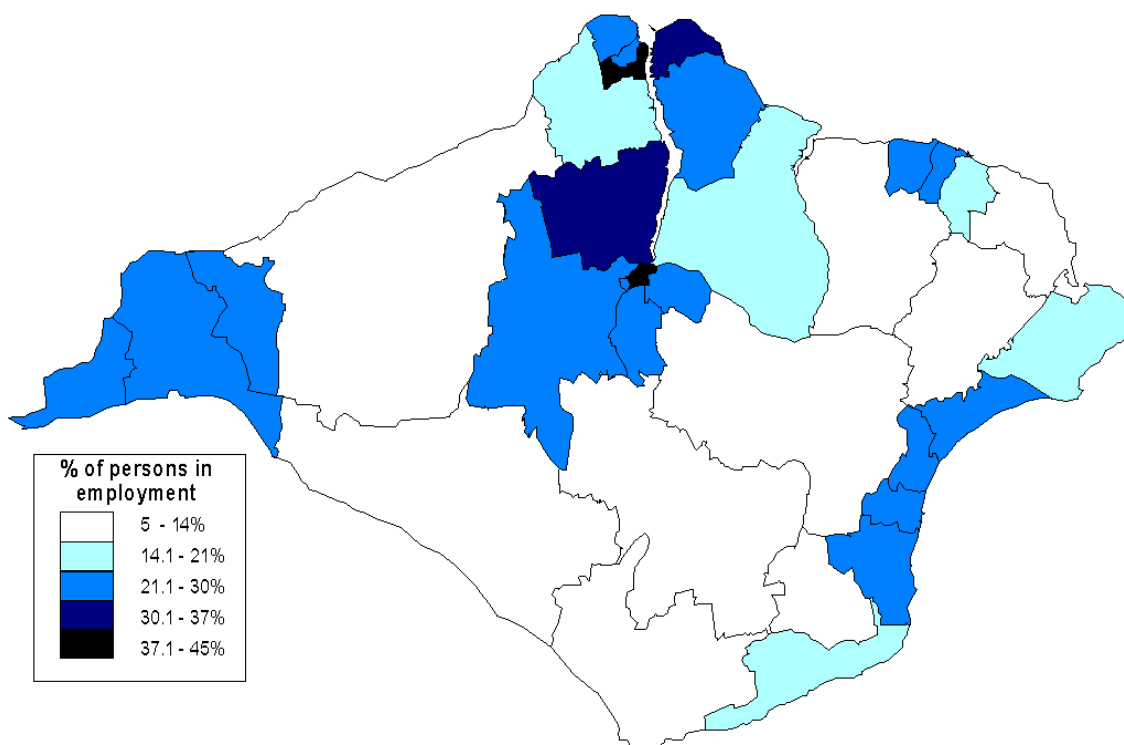 % of persons in
employment
5 - 14%
14.1 - 21%
21.1 - 30%
30.1 - 37%
37.1 - 45%